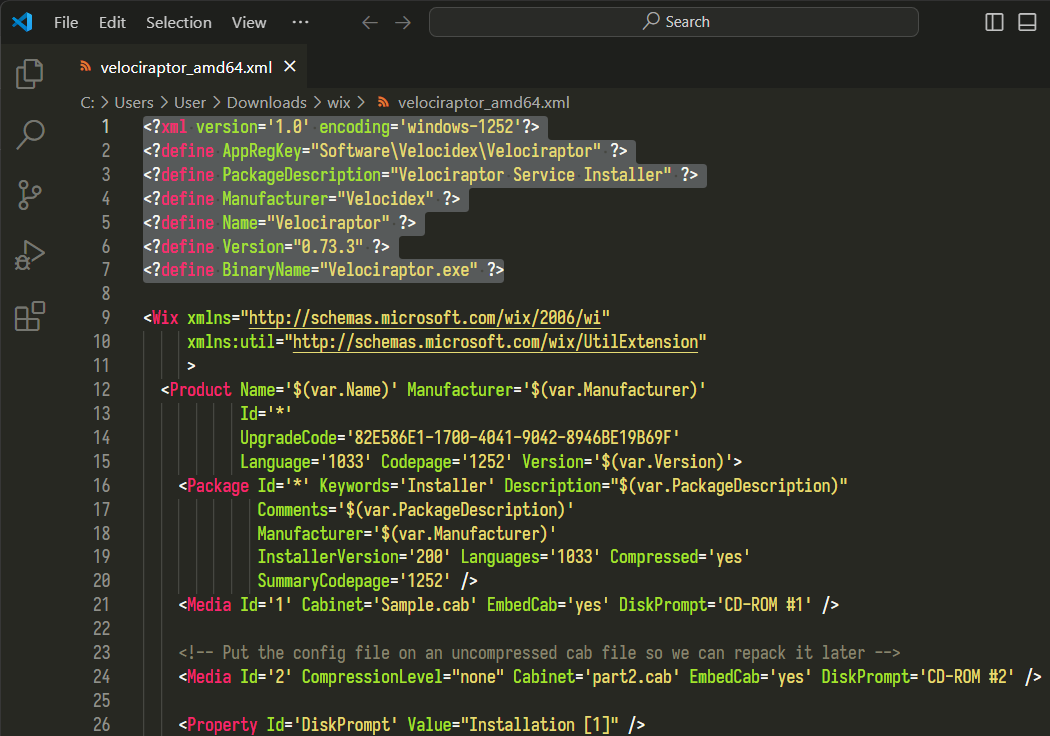 File Edit Selection View ··· Search
velociraptor_amd64.xml
C: > Users > User > Downloads > wix > velociraptor_amd64.xml
1 <?xml version='1.0' encoding='windows-1252'?>
2 <?define AppRegKey="Software\Velocidex\Velociraptor" ?>
3 <?define PackageDescription="Velociraptor Service Installer" ?>
4 <?define Manufacturer="Velocidex" ?>
5 <?define Name="Velociraptor" ?>
6 <?define Version="0.73.3" ?>
7 <?define BinaryName="Velociraptor.exe" ?>
8
9 <Wix xmlns="http://schemas.microsoft.com/wix/2006/wi"
10 xmlns:util="http://schemas.microsoft.com/wix/UtilExtension"
11 >
12 <Product Name='$(var.Name)' Manufacturer='$(var.Manufacturer)'
13 Id='*'
14 UpgradeCode='82E586E1-1700-4041-9042-8946BE19B69F'
15 Language='1033' Codepage='1252' Version='$(var.Version)'>
16 <Package Id='*' Keywords='Installer' Description="$(var.PackageDescription)"
17 Comments='$(var.PackageDescription)'
18 Manufacturer='$(var.Manufacturer)'
19 InstallerVersion='200' Languages='1033' Compressed='yes'
20 SummaryCodepage='1252' />
21 <Media Id='1' Cabinet='Sample.cab' EmbedCab='yes' DiskPrompt='CD-ROM #1' />
22
23 <!-- Put the config file on an uncompressed cab file so we can repack it later -->
24 <Media Id='2' CompressionLevel="none" Cabinet='part2.cab' EmbedCab='yes' DiskPrompt='CD-ROM #2' />
25
26 <Property Id='DiskPrompt' Value="Installation [1]" />